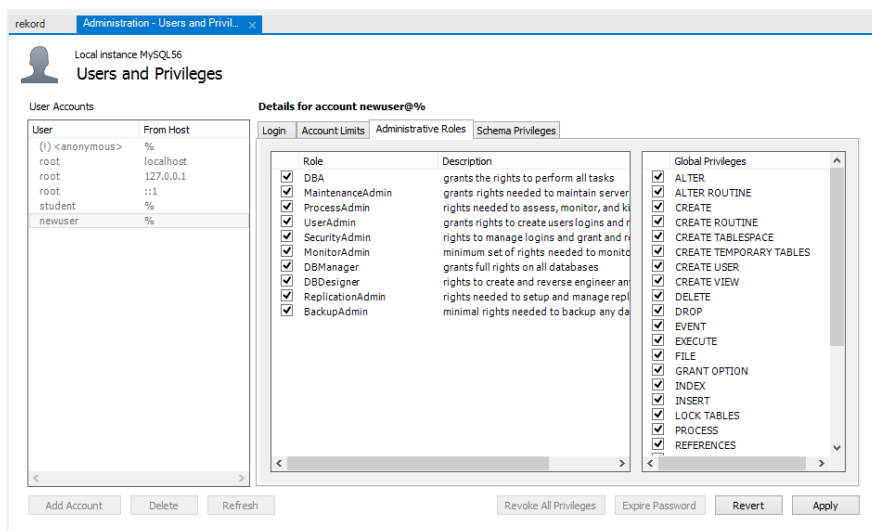 rekord
Administration - Users and Privil...
Local instance MySQL56
Users and Privileges
User Accounts
User From Host
(!) <anonymous> %
root localhost
root 127.0.0.1
root ::1
student %
newuser %
Add Account Delete Refresh
Details for account newuser@%
Login Account Limits Administrative Roles Schema Privileges
Role Description
DBA grants the rights to perform all tasks
MaintenanceAdmin grants rights needed to maintain server
ProcessAdmin rights needed to assess, monitor, and ki
UserAdmin grants rights to create users logins and r
SecurityAdmin rights to manage logins and grant and re
MonitorAdmin minimum set of rights needed to monito
DBManager grants full rights on all databases
DBDesigner rights to create and reverse engineer an
ReplicationAdmin rights needed to setup and manage repl
BackupAdmin minimal rights needed to backup any da
Global Privileges
ALTER
ALTER ROUTINE
CREATE
CREATE ROUTINE
CREATE TABLESPACE
CREATE TEMPORARY TABLES
CREATE USER
CREATE VIEW
DELETE
DROP
EVENT
EXECUTE
FILE
GRANT OPTION
INDEX
INSERT
LOCK TABLES
PROCESS
REFERENCES
Revoke All Privileges Expire Password Revert Apply